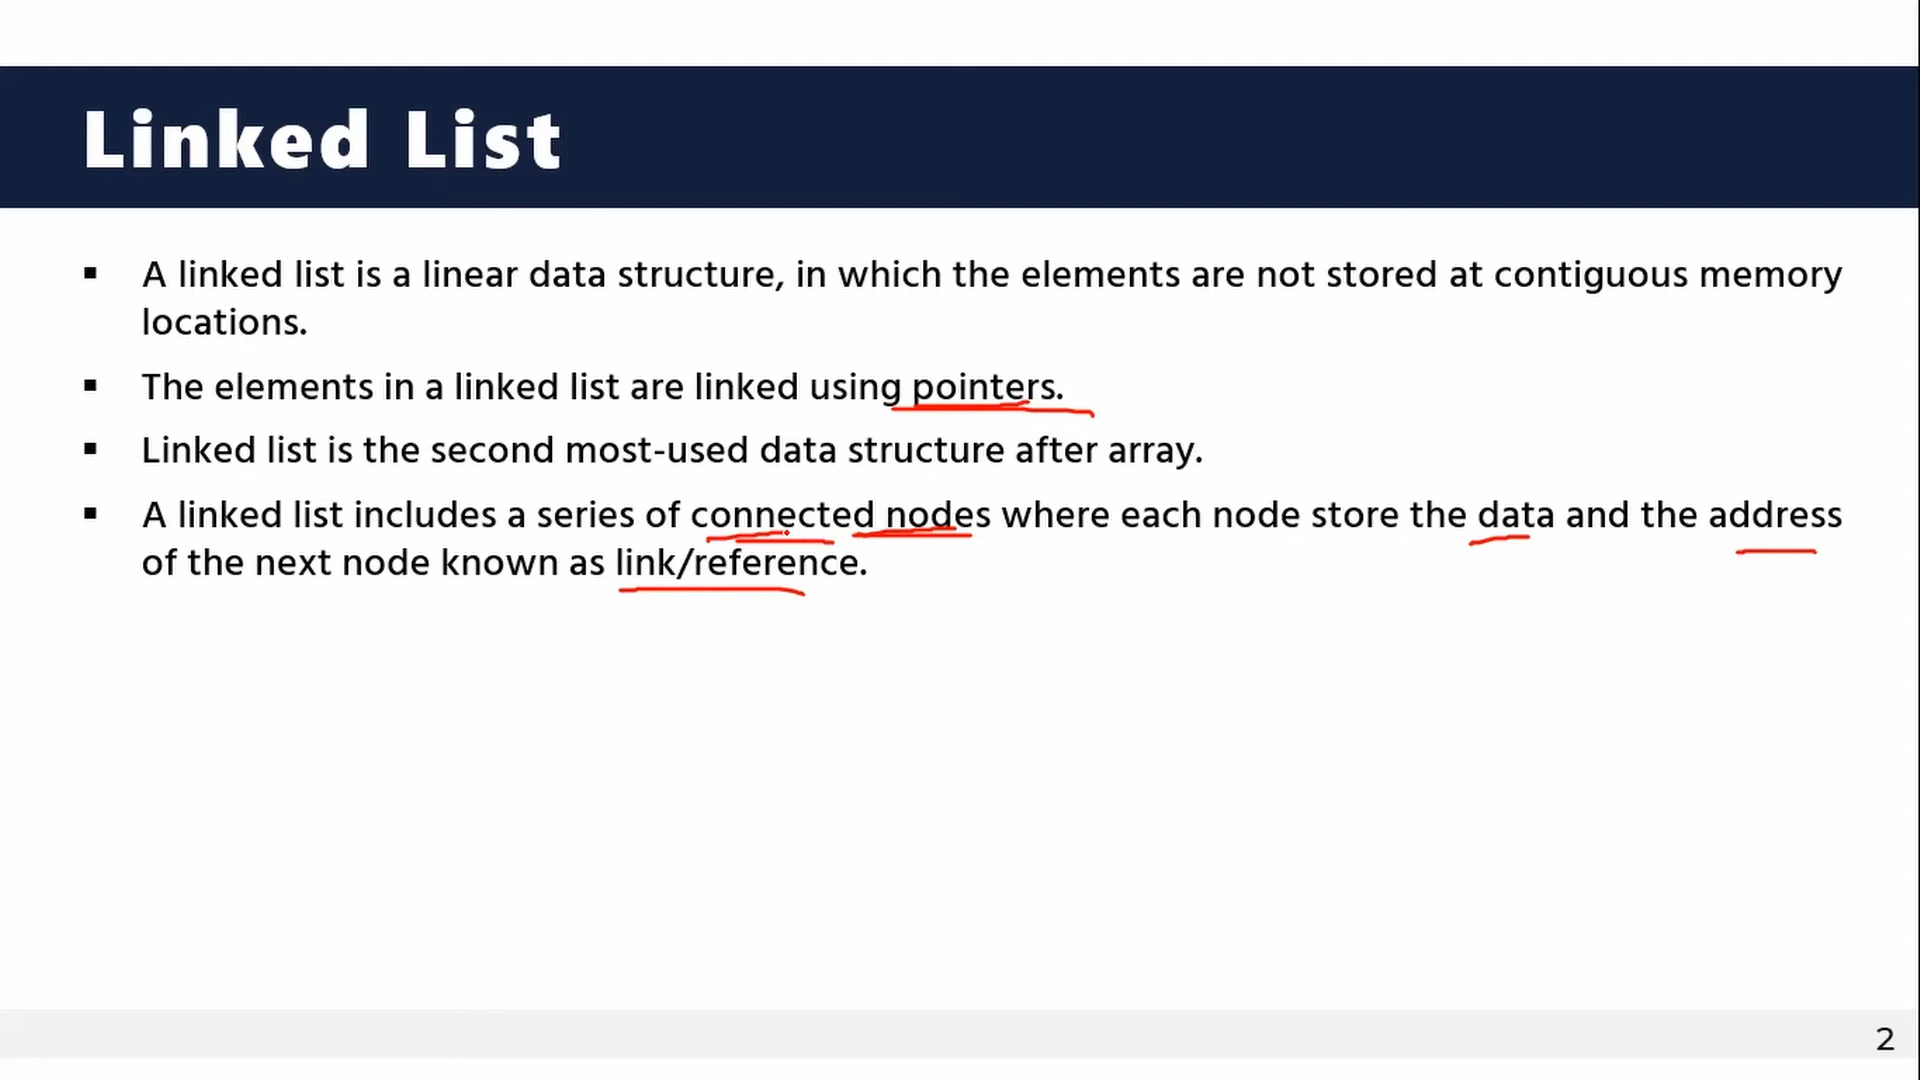 Linked List
▪ A linked list is a linear data structure, in which the elements are not stored at contiguous memory
locations.
▪ The elements in a linked list are linked using pointers.
▪ Linked list is the second most-used data structure after array.
▪ A linked list includes a series of connected nodes where each node store the data and the address
of the next node known as link/reference.
2